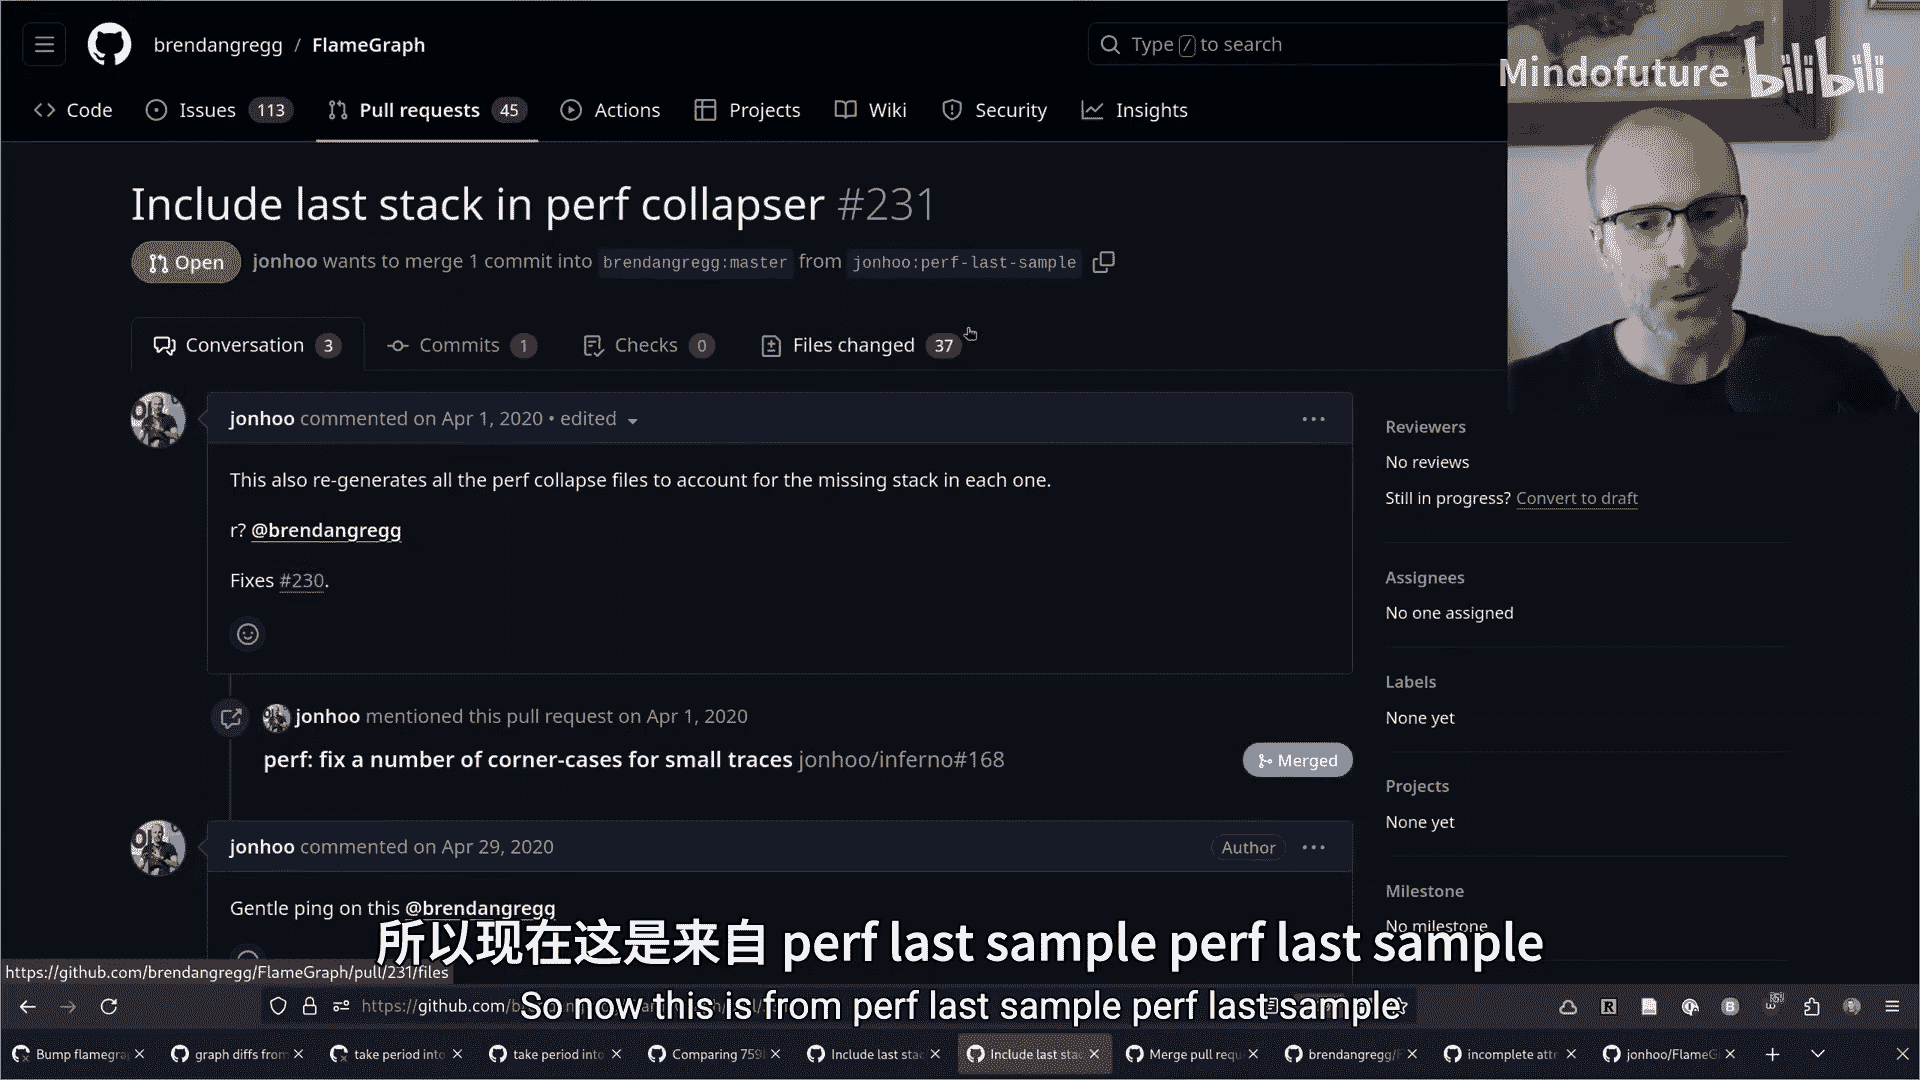 brendangregg / FlameGraph
Type / to search
Mindofuture bilibili
Code
Issues 113
Pull requests 45
Actions
Projects
Wiki
Security
Insights
Include last stack in perf collapser #231
Open jonhoo wants to merge 1 commit into brendangregg:master from jonhoo:perf-last-sample
Conversation 3
Commits 1
Checks 0
Files changed 37
jonhoo commented on Apr 1, 2020 • edited
This also re-generates all the perf collapse files to account for the missing stack in each one.
r? @brendangregg
Fixes #230.
jonhoo mentioned this pull request on Apr 1, 2020
perf: fix a number of corner-cases for small traces jonhoo/inferno#168
Merged
jonhoo commented on Apr 29, 2020
Author
Gentle ping on this @brendangregg
Reviewers
No reviews
Still in progress? Convert to draft
Assignees
No one assigned
Labels
None yet
Projects
None yet
Milestone
No milestone
所以现在这是来自 perf last sample perf last sample
https://github.com/brendangregg/FlameGraph/pull/231/files
https://github.com/b
So now this is from perf last sample perf last sample
Bump flamegra
graph diffs from
take period into
take period into
Comparing 759
Include last stac
Include last stac
Merge pull requ
brendangregg/F
incomplete attr
jonhoo/FlameG